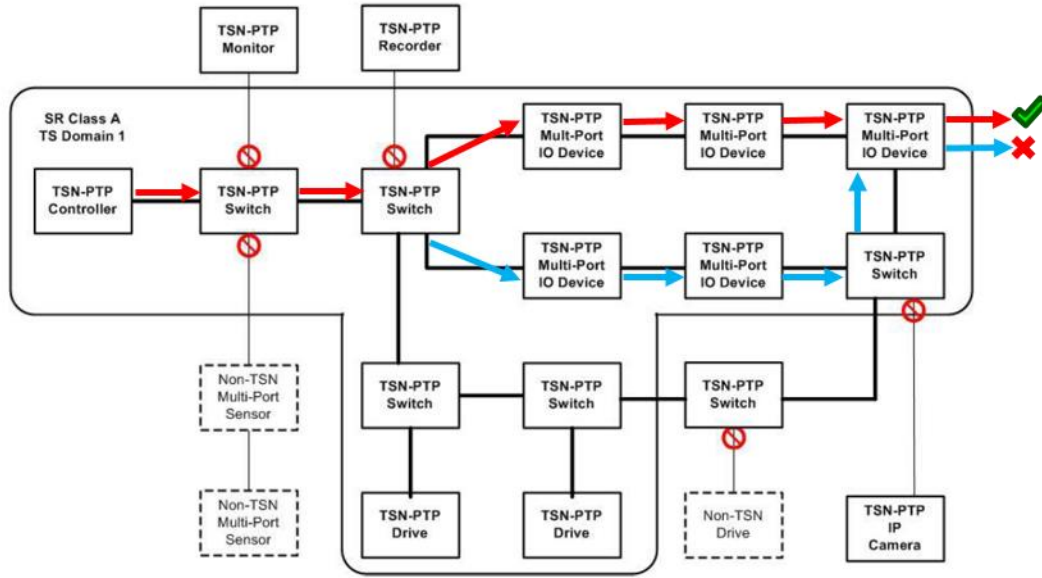 TSN-PTP
Monitor
TSN-PTP
Recorder
SR Class A
TS Domain 1
TSN-PTP
Mult-Port
IO Device
TSN-PTP
Multi-Port
IO Device
TSN-PTP
Multi-Port
IO Device
TSN-PTP
Controller
TSN-PTP
Switch
TSN-PTP
Switch
TSN-PTP
Multi-Port
IO Device
TSN-PTP
Multi-Port
IO Device
TSN-PTP
Switch
Non-TSN
Multi-Port
Sensor
TSN-PTP
Switch
TSN-PTP
Switch
TSN-PTP
Switch
Non-TSN
Multi-Port
Sensor
TSN-PTP
Drive
TSN-PTP
Drive
Non-TSN
Drive
TSN-PTP
IP
Camera